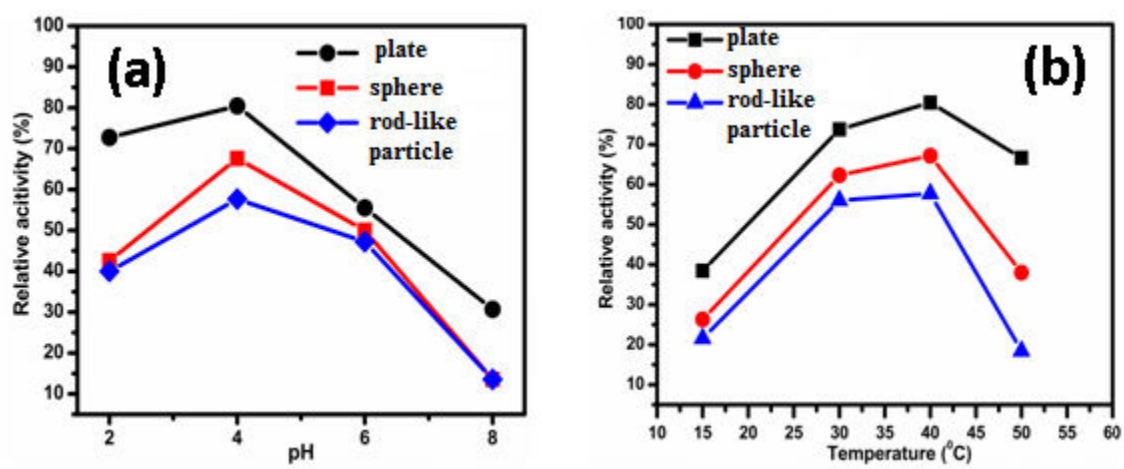 (a)
plate
sphere
rod-like
particle
Relative acitivity (%)
100
90
80
70
60
50
40
30
20
10
2
4
6
8
pH
(b)
plate
sphere
rod-like
particle
Relative activity (%)
100
90
80
70
60
50
40
30
20
10
10
15
20
25
30
35
40
45
50
55
60
Temperature (⁰C)